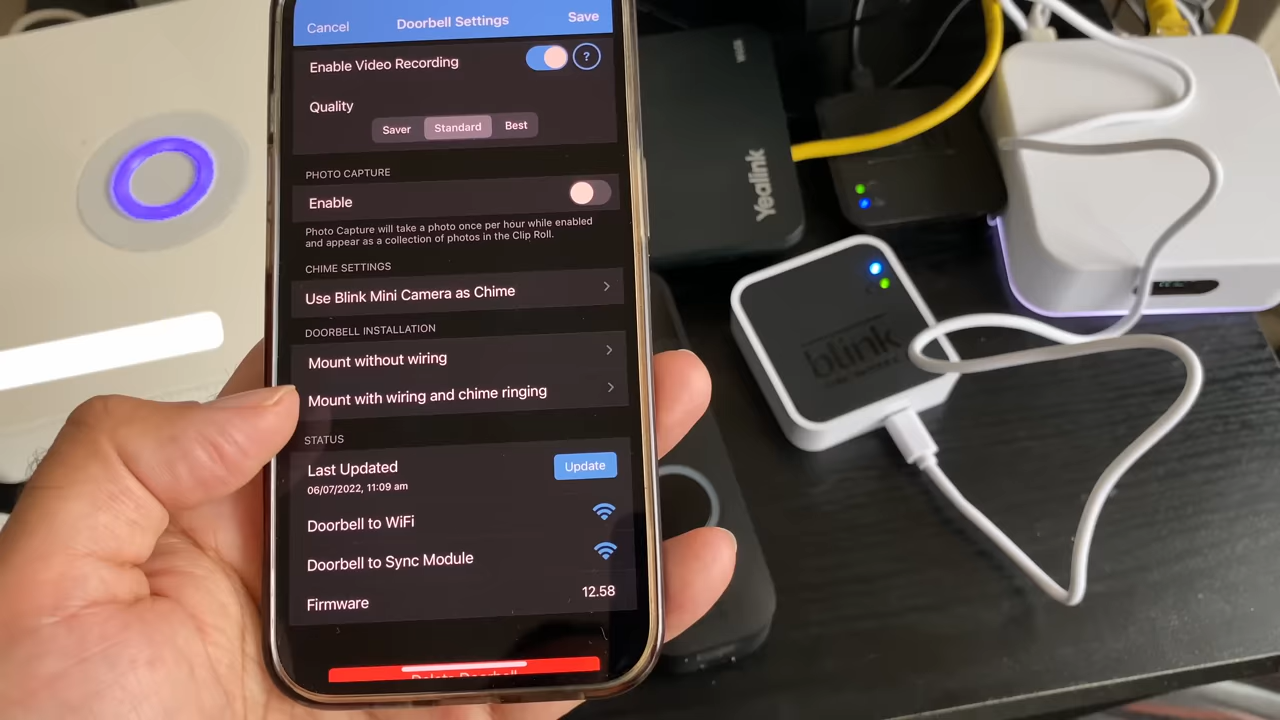 Cancel
Doorbell Settings
Save
Enable Video Recording
?
Quality
Saver
Standard
Best
PHOTO CAPTURE
Enable
Photo Capture will take a photo once per hour while enabled
and appear as a collection of photos in the Clip Roll.
CHIME SETTINGS
Use Blink Mini Camera as Chime
DOORBELL INSTALLATION
Mount without wiring
Mount with wiring and chime ringing
STATUS
Last Updated
Update
06/07/2022, 11:09 am
Doorbell to WiFi
Doorbell to Sync Module
Firmware
12.58
Delete Doorbell
Yealink
blink